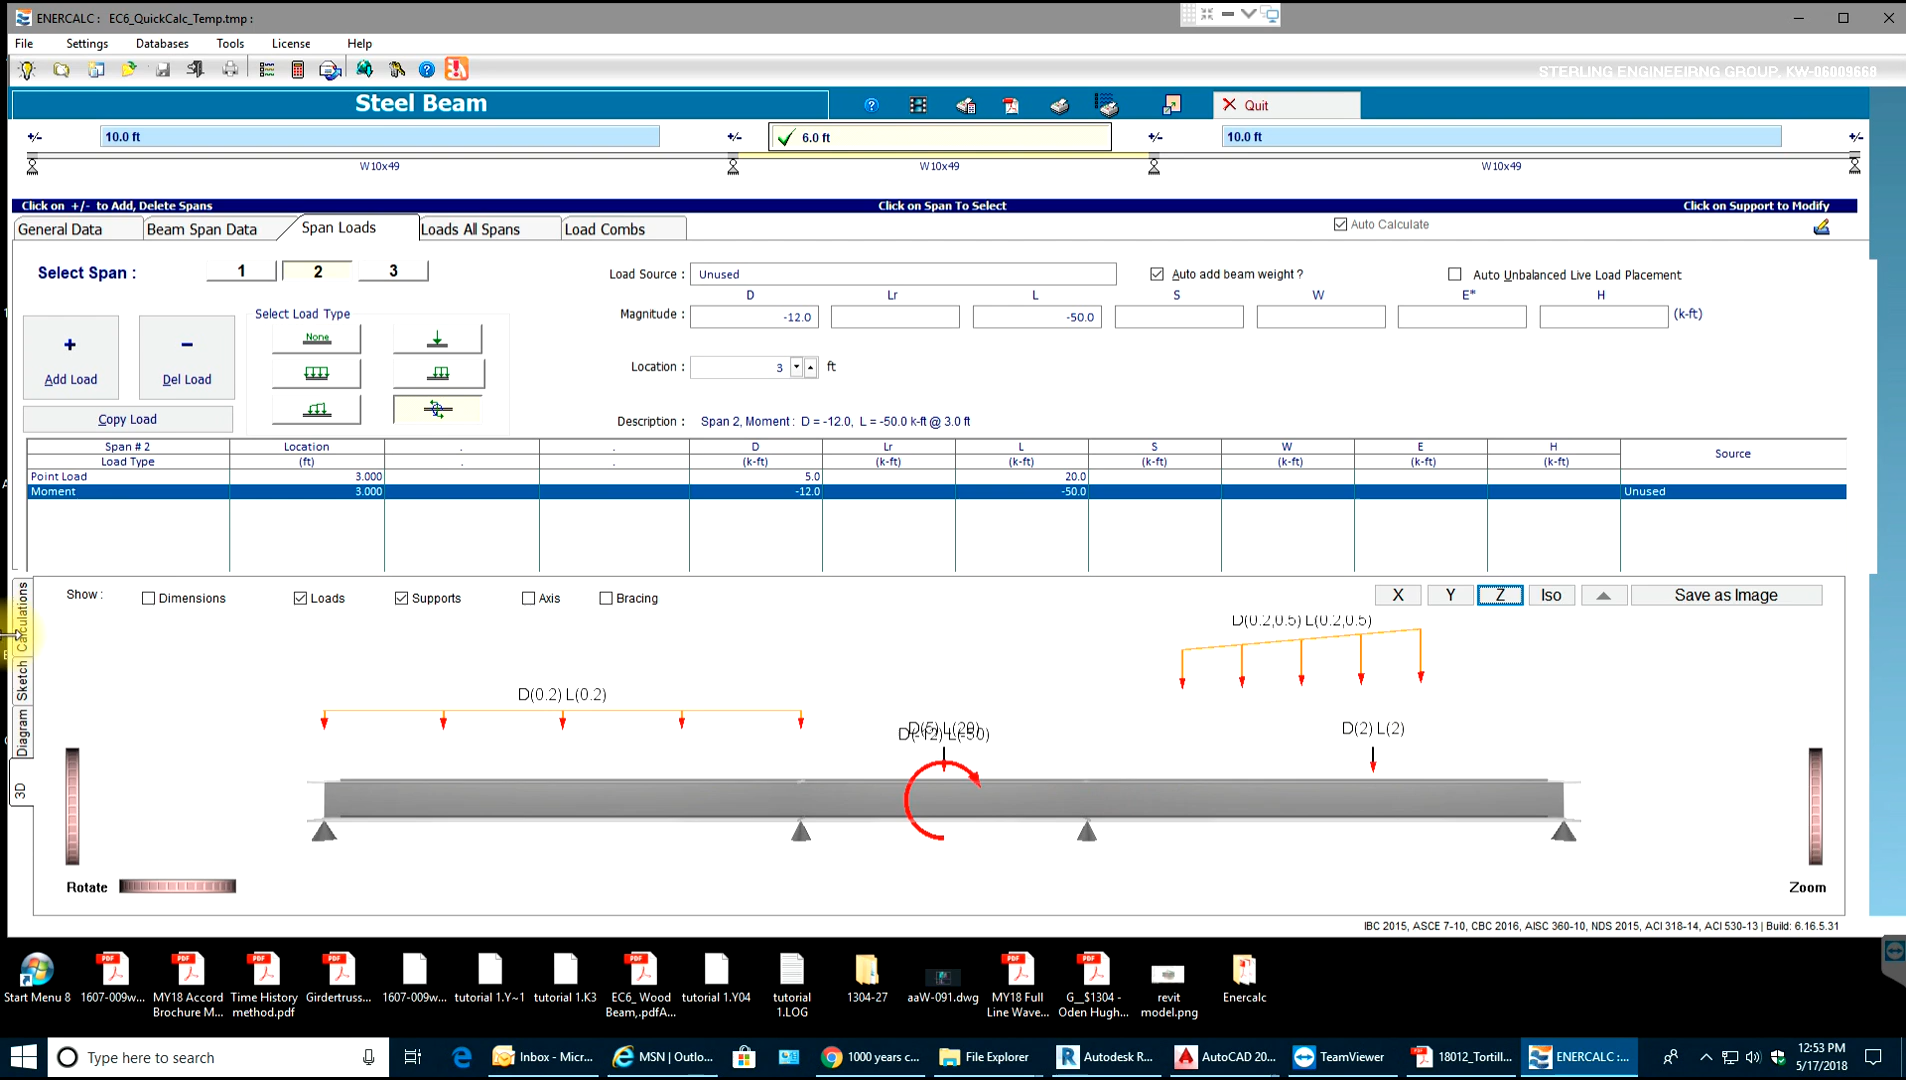 ENERCALC : EC6_QuickCalc_Temp.tmp :
File Settings Databases Tools License Help
STERLING ENGINEEIRNG GROUP, KW-06009668
Steel Beam
Quit
+/- 10.0 ft +/- 6.0 ft +/- 10.0 ft +/-
W10x49 W10x49 W10x49
Click on +/- to Add, Delete Spans Click on Span To Select Click on Support to Modify
General Data Beam Span Data Span Loads Loads All Spans Load Combs Auto Calculate
Select Span : 1 2 3
Load Source : Unused Auto add beam weight ? Auto Unbalanced Live Load Placement
D Lr L S W E* H
Magnitude : -12.0 -50.0 (k-ft)
Select Load Type
None
+ Add Load
- Del Load
Location : 3 ft
Copy Load
Description : Span 2, Moment : D = -12.0, L = -50.0 k-ft @ 3.0 ft
Span # 2 Location . . D Lr L S W E H Source
Load Type (ft) . . (k-ft) (k-ft) (k-ft) (k-ft) (k-ft) (k-ft) (k-ft)
Point Load 3.000 5.0 20.0
Moment 3.000 -12.0 -50.0 Unused
Calculations
Sketch
Diagram
3D
Show : Dimensions Loads Supports Axis Bracing X Y Z Iso Save as Image
D(0.2,0.5) L(0.2,0.5)
D(0.2) L(0.2)
D(5) L(20)
D(-12) L(-50)
D(2) L(2)
Rotate
Zoom
IBC 2015, ASCE 7-10, CBC 2016, AISC 360-10, NDS 2015, ACI 318-14, ACI 530-13 | Build: 6.16.5.31
Start Menu 8
1607-009w...
MY18 Accord Brochure M...
Time History method.pdf
Girdertruss...
1607-009w...
tutorial 1.Y~1
tutorial 1.K3
EC6_ Wood Beam,.pdfA...
tutorial 1.Y04
tutorial 1.LOG
1304-27
aaW-091.dwg
MY18 Full Line Wave...
G__$1304 - Oden Hugh...
revit model.png
Enercalc
Type here to search
Inbox - Micr...
MSN | Outlo...
1000 years c...
File Explorer
Autodesk R...
AutoCAD 20...
TeamViewer
18012_Tortill...
ENERCALC :...
12:53 PM
5/17/2018